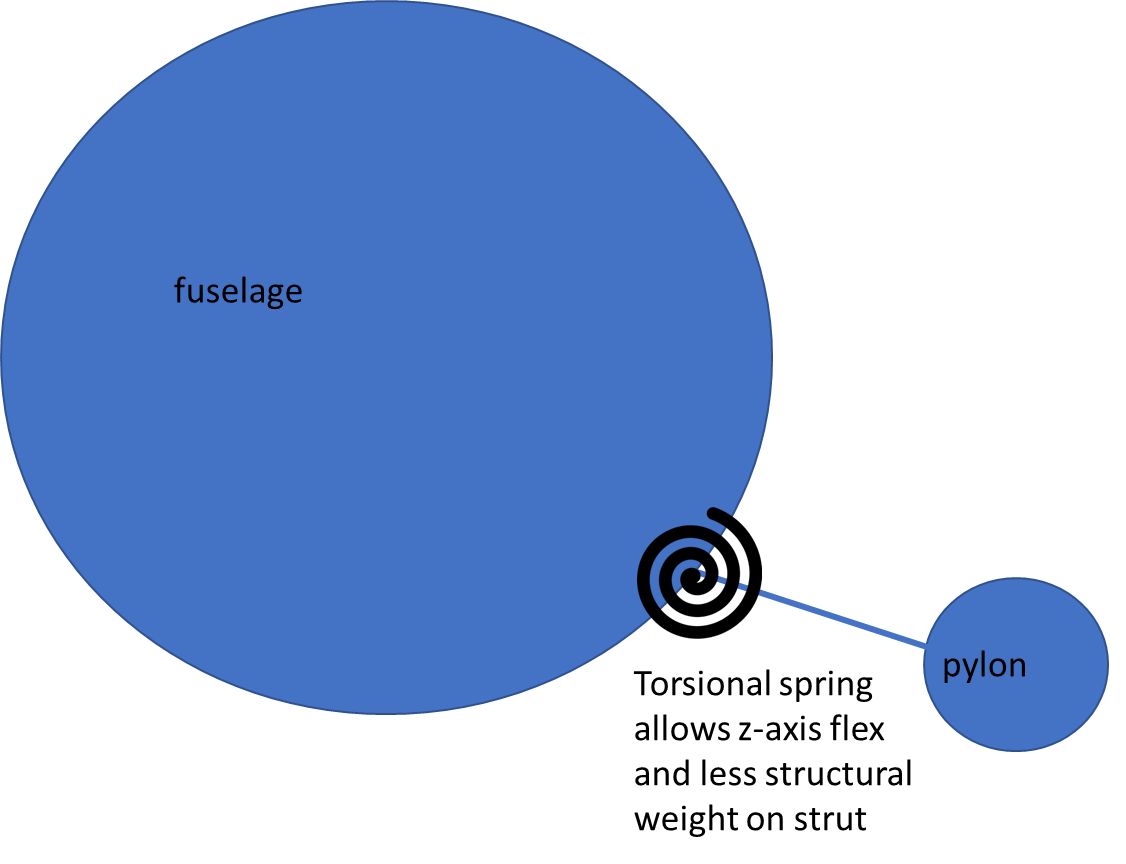 fuselage
pylon
Torsional spring
allows z-axis flex
and less structural
weight on strut